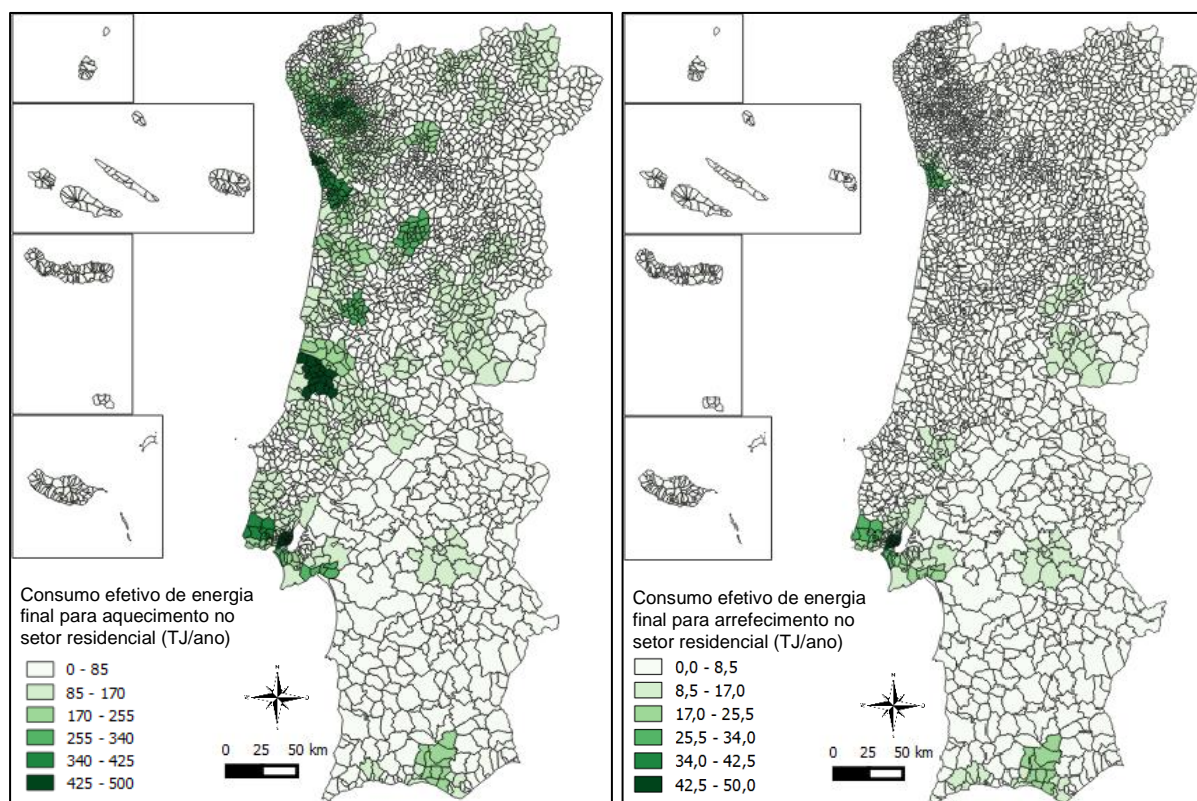 Consumo efetivo de energia
final para aquecimento no
setor residencial (TJ/ano)
0 - 85
85 - 170
170 - 255
255 - 340
340 - 425
425 - 500
N
0 25 50 km
Consumo efetivo de energia
final para arrefecimento no
setor residencial (TJ/ano)
0,0 - 8,5
8,5 - 17,0
17,0 - 25,5
25,5 - 34,0
34,0 - 42,5
42,5 - 50,0
N
0 25 50 km